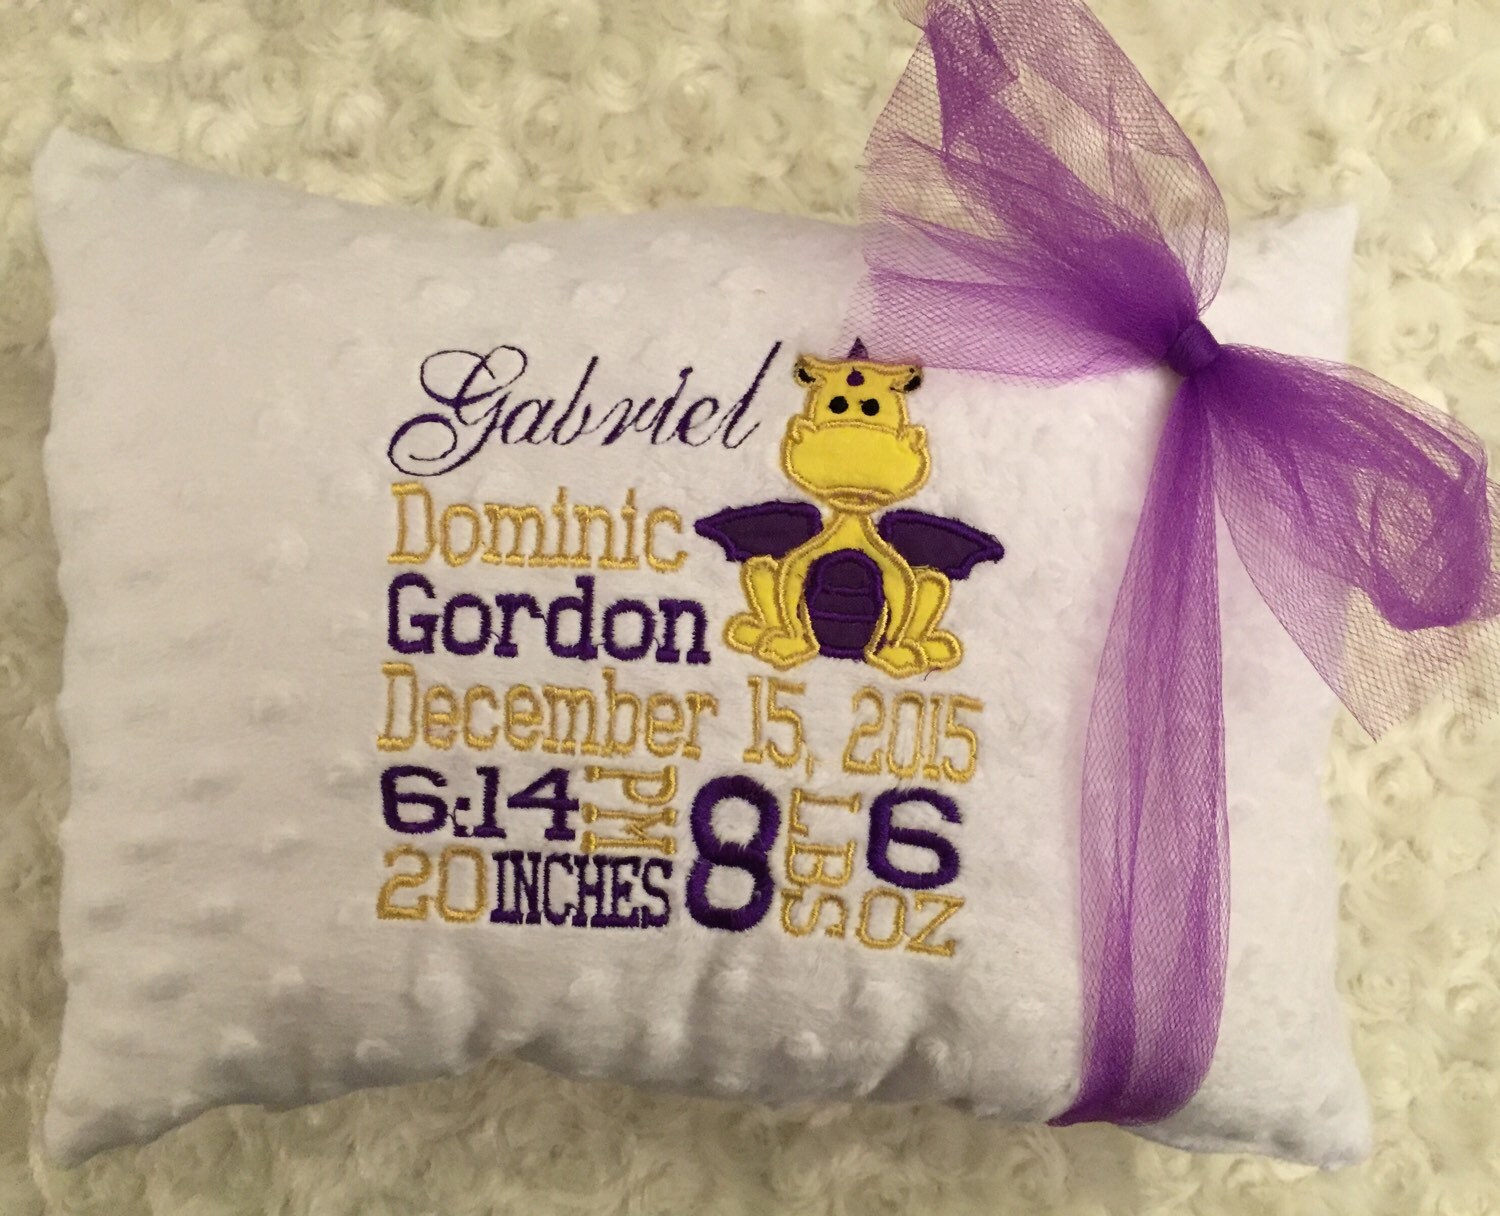 Gabriel
Dominic
Gordon
December 15, 2015
6:14 PM
20 INCHES
8 LBS
6 OZ